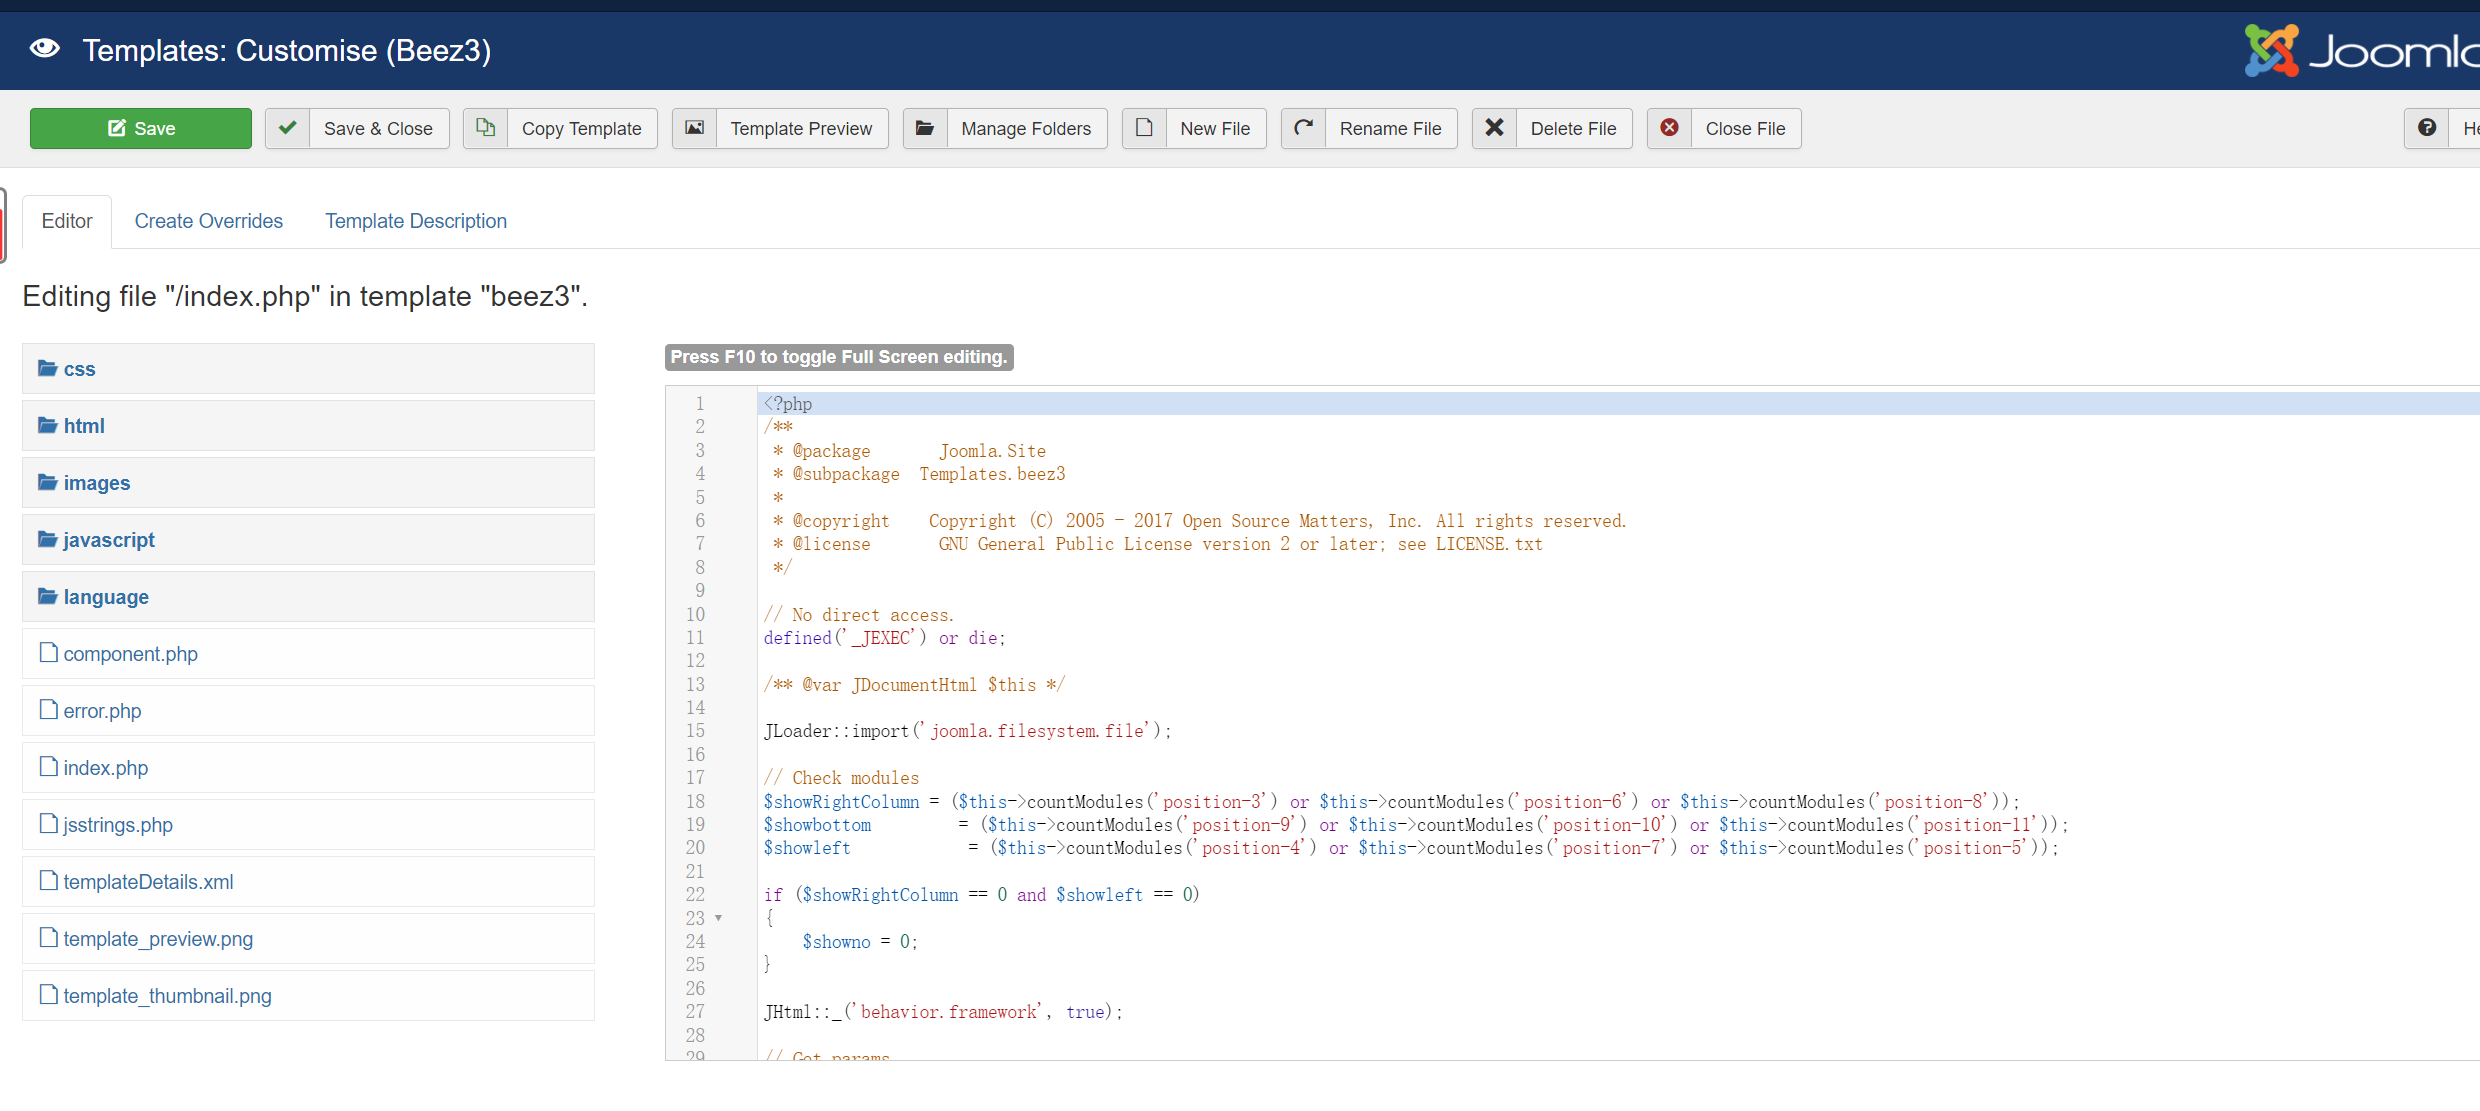 Templates: Customise (Beez3)
Save
Save & Close
Copy Template
Template Preview
Manage Folders
New File
Rename File
Delete File
Close File
Editor
Create Overrides
Template Description
Editing file "/index.php" in template "beez3".
css
html
images
javascript
language
component.php
error.php
index.php
jsstrings.php
templateDetails.xml
template_preview.png
template_thumbnail.png
Press F10 to toggle Full Screen editing.
1 <?php
2 /**
3  * @package       Joomla.Site
4  * @subpackage  Templates.beez3
5  *
6  * @copyright    Copyright (C) 2005 - 2017 Open Source Matters, Inc. All rights reserved.
7  * @license       GNU General Public License version 2 or later; see LICENSE.txt
8  */
9
10 // No direct access.
11 defined('_JEXEC') or die;
12
13 /** @var JDocumentHtml $this */
14
15 JLoader::import('joomla.filesystem.file');
16
17 // Check modules
18 $showRightColumn = ($this->countModules('position-3') or $this->countModules('position-6') or $this->countModules('position-8'));
19 $showbottom         = ($this->countModules('position-9') or $this->countModules('position-10') or $this->countModules('position-11'));
20 $showleft            = ($this->countModules('position-4') or $this->countModules('position-7') or $this->countModules('position-5'));
21
22 if ($showRightColumn == 0 and $showleft == 0)
23 {
24     $showno = 0;
25 }
26
27 JHtml::_('behavior.framework', true);
28
29 // Get params